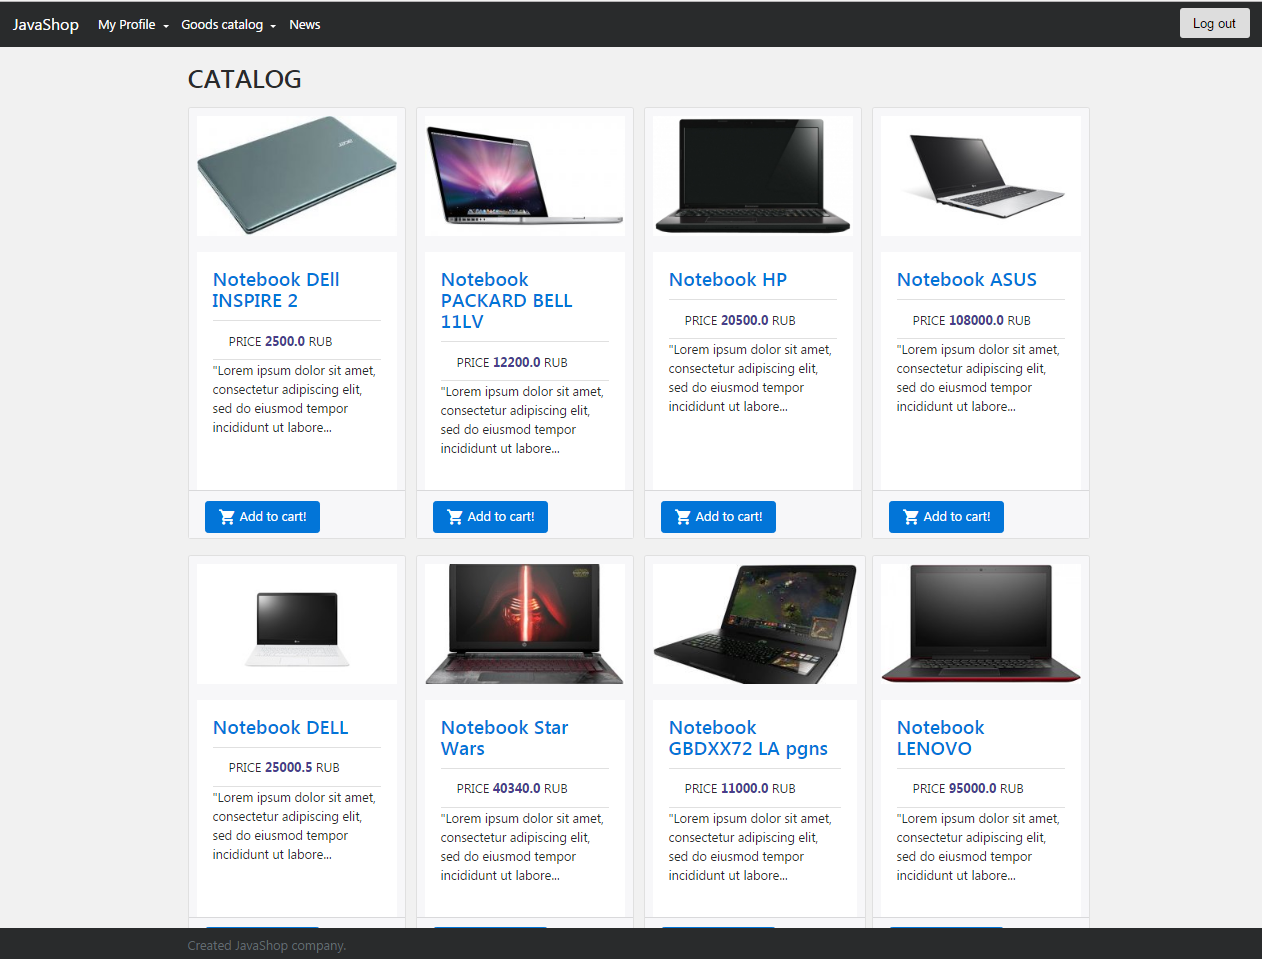 JavaShop My Profile Goods catalog News Log out
CATALOG
acer
Notebook DEll
INSPIRE 2
PRICE 2500.0 RUB
"Lorem ipsum dolor sit amet,
consectetur adipiscing elit,
sed do eiusmod tempor
incididunt ut labore...
Add to cart!
Notebook
PACKARD BELL
11LV
PRICE 12200.0 RUB
"Lorem ipsum dolor sit amet,
consectetur adipiscing elit,
sed do eiusmod tempor
incididunt ut labore...
Add to cart!
Notebook HP
PRICE 20500.0 RUB
"Lorem ipsum dolor sit amet,
consectetur adipiscing elit,
sed do eiusmod tempor
incididunt ut labore...
Add to cart!
Notebook ASUS
PRICE 108000.0 RUB
"Lorem ipsum dolor sit amet,
consectetur adipiscing elit,
sed do eiusmod tempor
incididunt ut labore...
Add to cart!
Notebook DELL
PRICE 25000.5 RUB
"Lorem ipsum dolor sit amet,
consectetur adipiscing elit,
sed do eiusmod tempor
incididunt ut labore...
Notebook Star
Wars
PRICE 40340.0 RUB
"Lorem ipsum dolor sit amet,
consectetur adipiscing elit,
sed do eiusmod tempor
incididunt ut labore...
Notebook
GBDXX72 LA pgns
PRICE 11000.0 RUB
"Lorem ipsum dolor sit amet,
consectetur adipiscing elit,
sed do eiusmod tempor
incididunt ut labore...
Notebook
LENOVO
PRICE 95000.0 RUB
"Lorem ipsum dolor sit amet,
consectetur adipiscing elit,
sed do eiusmod tempor
incididunt ut labore...
Created JavaShop company.